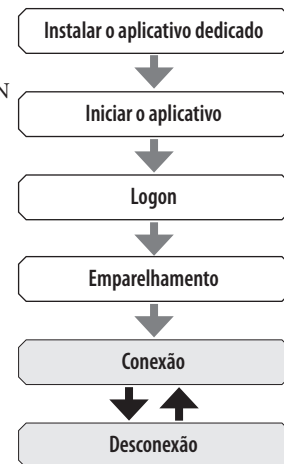 Instalar o aplicativo dedicado
N
Iniciar o aplicativo
Logon
Emparelhamento
Conexão
Desconexão